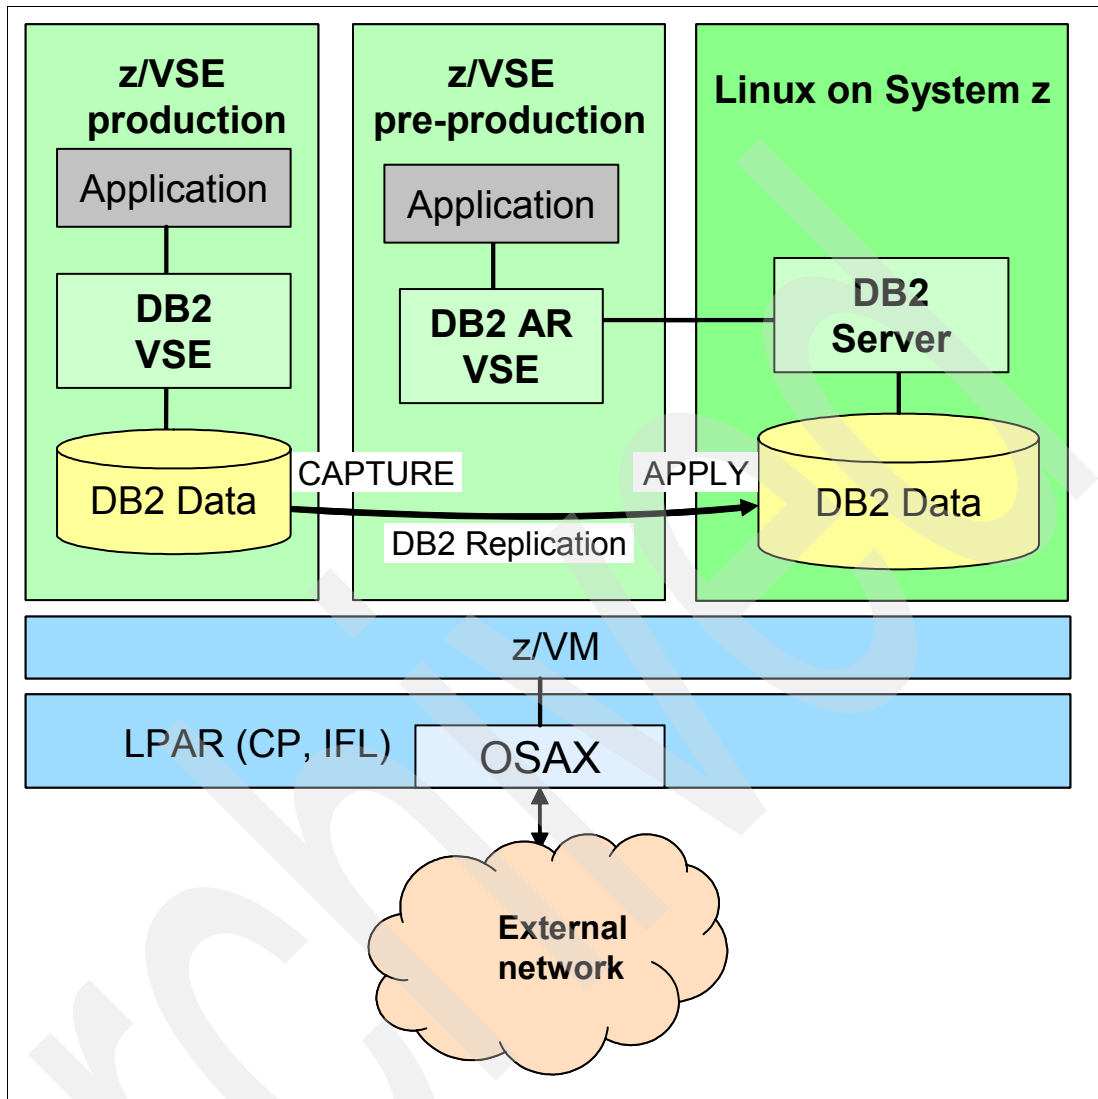 z/VSE
production
Application
DB2
VSE
DB2 Data
z/VSE
pre-production
Application
DB2 AR
VSE
Linux on System z
DB2
Server
DB2 Data
CAPTURE
APPLY
DB2 Replication
z/VM
LPAR (CP, IFL)
OSAX
External
network